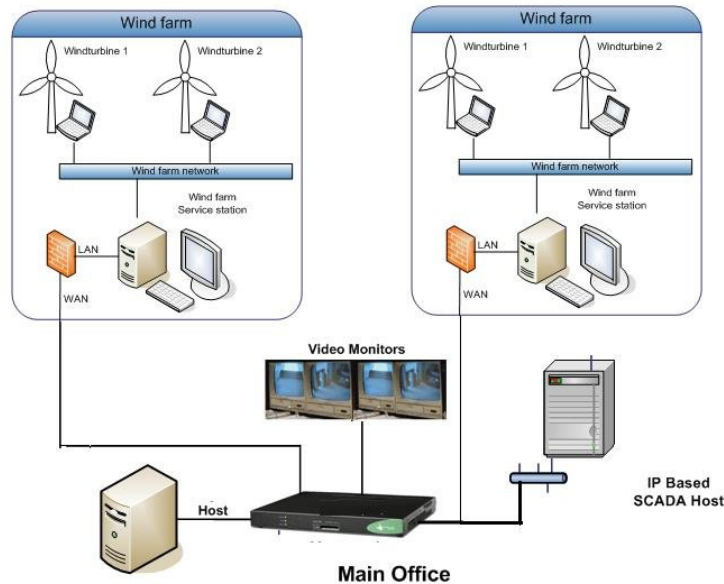 Wind farm
Windturbine 1
Windturbine 2
Wind farm network
Wind farm
Service station
LAN
WAN
Wind farm
Windturbine 1
Windturbine 2
Wind farm network
Wind farm
Service station
LAN
WAN
Video Monitors
Host
IP Based
SCADA Host
Main Office